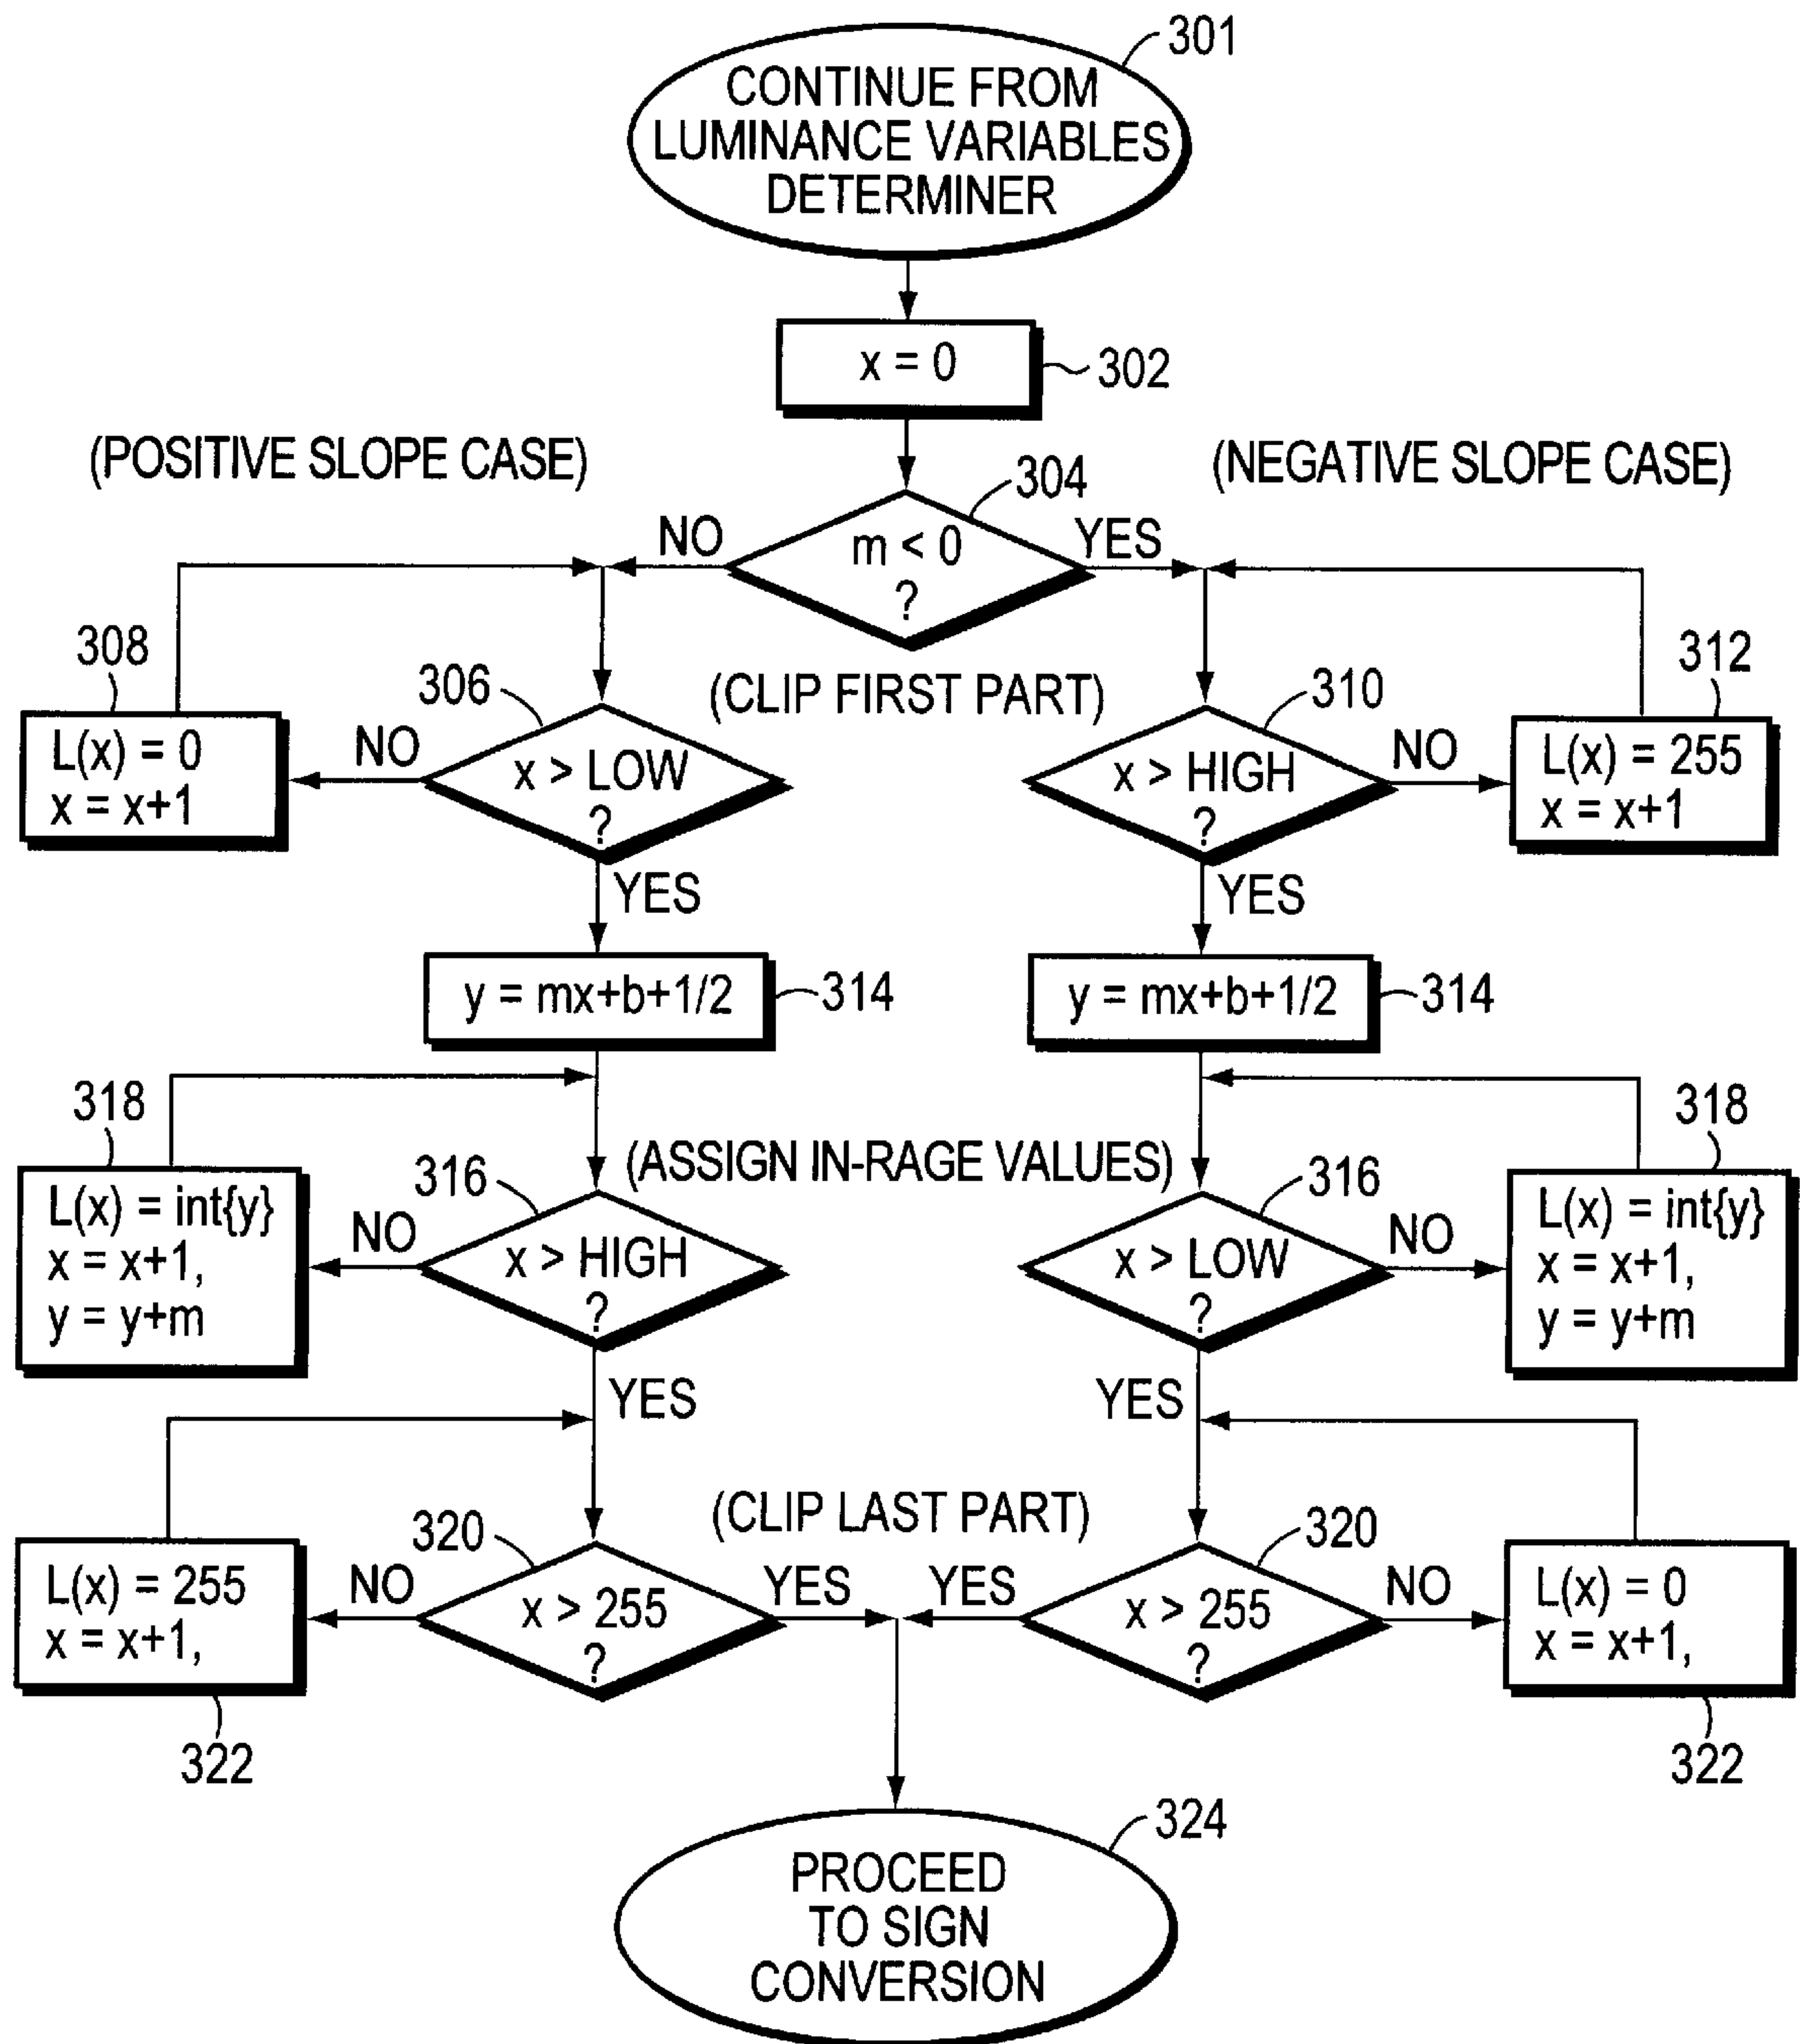 301
CONTINUE FROM
LUMINANCE VARIABLES
DETERMINER
x = 0
302
(POSITIVE SLOPE CASE)
(NEGATIVE SLOPE CASE)
304
NO
m < 0
?
YES
308
L(x) = 0
x = x+1
NO
306
x > LOW
?
(CLIP FIRST PART)
310
x > HIGH
?
NO
312
L(x) = 255
x = x+1
YES
YES
y = mx+b+1/2
314
y = mx+b+1/2
314
318
L(x) = int{y}
x = x+1,
y = y+m
NO
316
x > HIGH
?
(ASSIGN IN-RAGE VALUES)
316
x > LOW
?
NO
318
L(x) = int{y}
x = x+1,
y = y+m
YES
YES
(CLIP LAST PART)
L(x) = 255
x = x+1,
322
NO
320
x > 255
?
YES
YES
320
x > 255
?
NO
L(x) = 0
x = x+1,
322
324
PROCEED
TO SIGN
CONVERSION